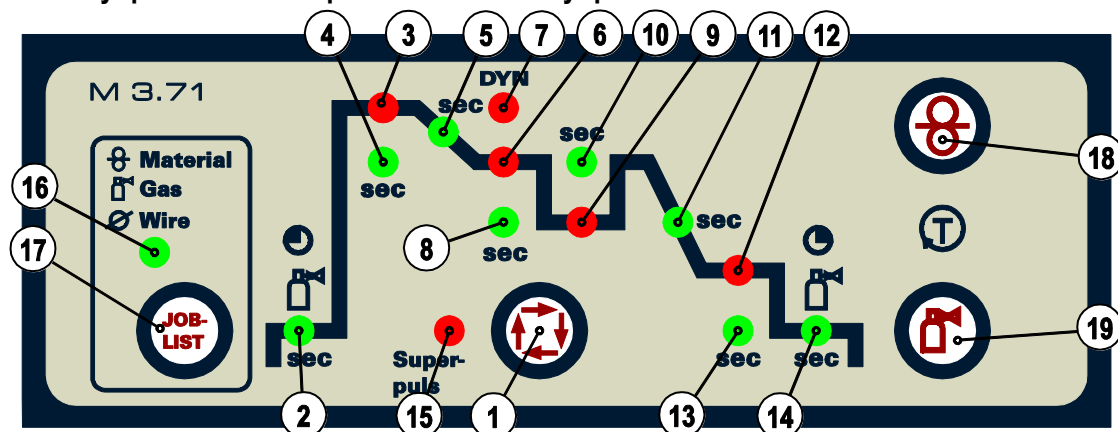 4
3
5
7
6
10
9
11
12
M 3.71
DYN
sec
sec
Material
Gas
Wire
sec
16
17
18
8
sec
sec
T
JOB-
LIST
sec
Super-
puls
sec
sec
19
2
15
1
13
14